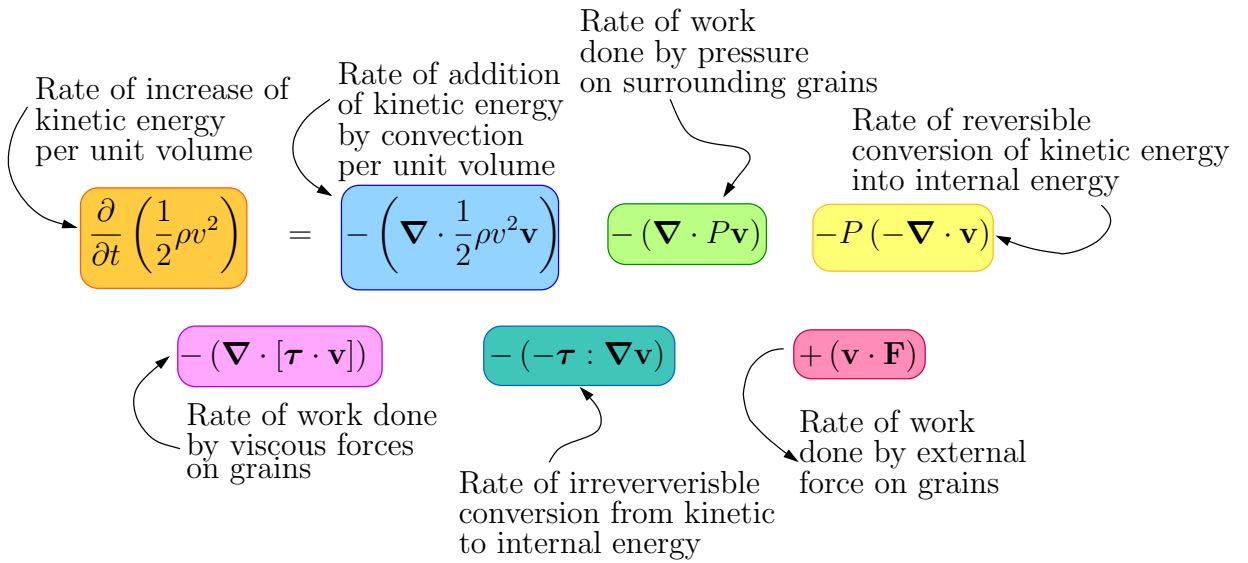 Rate of increase of
kinetic energy
per unit volume
Rate of addition
of kinetic energy
by convection
per unit volume
Rate of work
done by pressure
on surrounding grains
Rate of reversible
conversion of kinetic energy
into internal energy
∂/∂t (1/2 ρv²) = −(∇ · 1/2 ρv²v) −(∇ · Pv) −P(−∇ · v)
−(∇ · [τ · v]) −(−τ : ∇v) +(v · F)
Rate of work done
by viscous forces
on grains
Rate of irreververisble
conversion from kinetic
to internal energy
Rate of work
done by external
force on grains